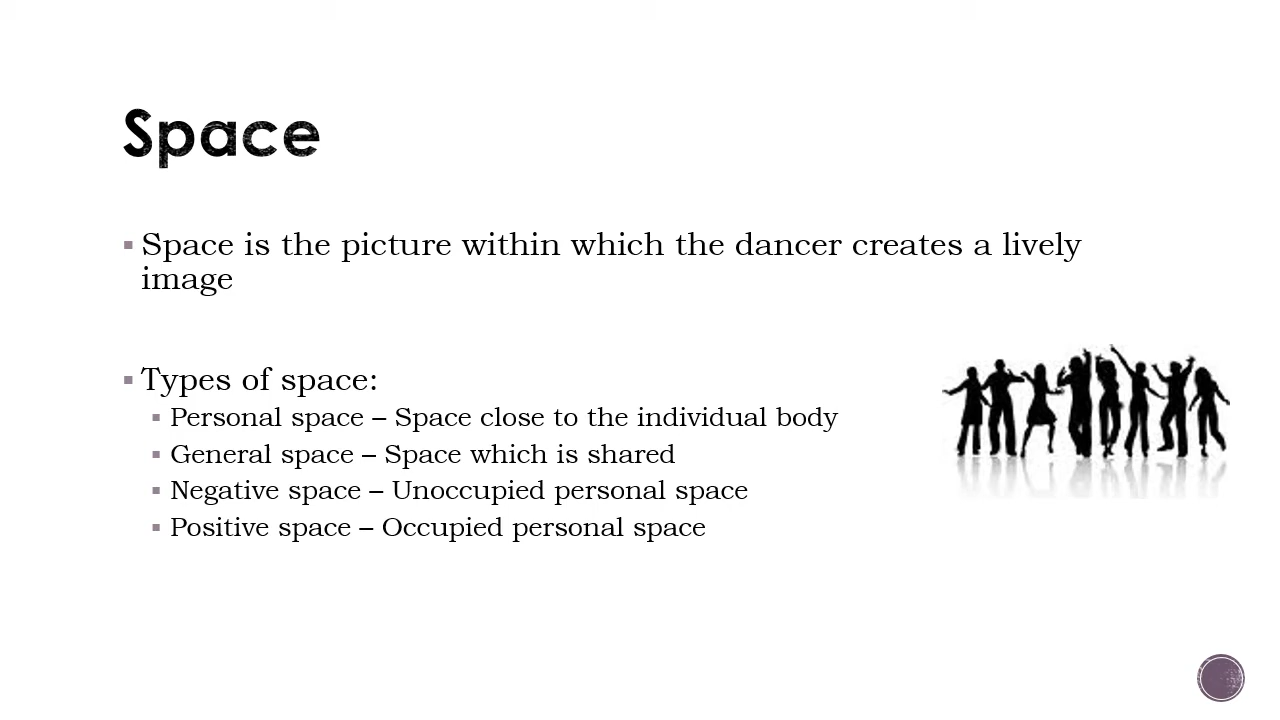 Space
▪ Space is the picture within which the dancer creates a lively
image
▪ Types of space:
▪ Personal space – Space close to the individual body
▪ General space – Space which is shared
▪ Negative space – Unoccupied personal space
▪ Positive space – Occupied personal space